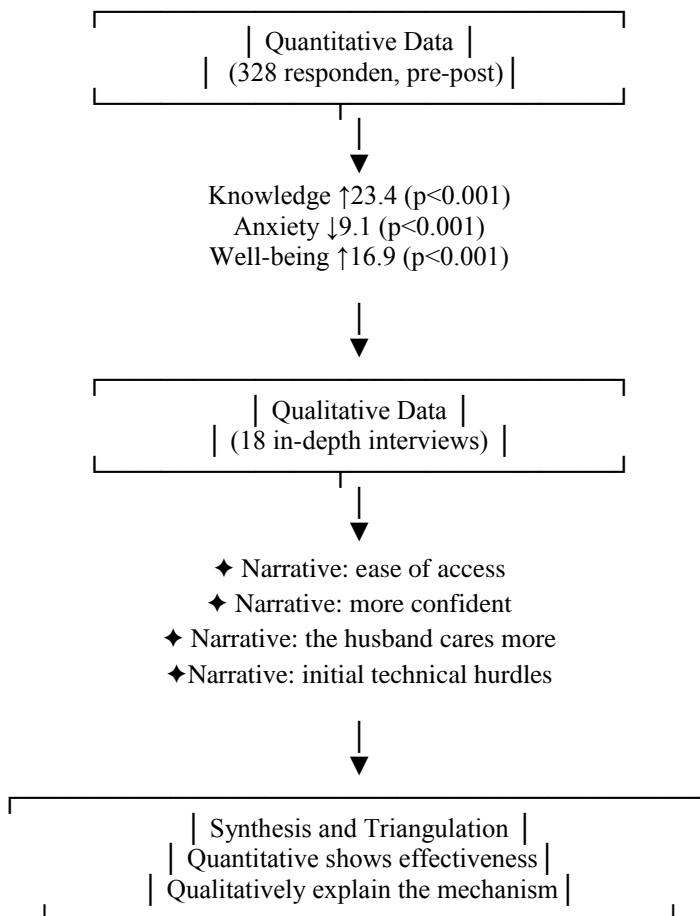 | Quantitative Data |
| (328 responden, pre-post)|
Knowledge ↑23.4 (p<0.001)
Anxiety ↓9.1 (p<0.001)
Well-being ↑16.9 (p<0.001)
| Qualitative Data |
| (18 in-depth interviews) |
✦ Narrative: ease of access
✦ Narrative: more confident
✦ Narrative: the husband cares more
✦Narrative: initial technical hurdles
| Synthesis and Triangulation |
| Quantitative shows effectiveness|
| Qualitatively explain the mechanism|